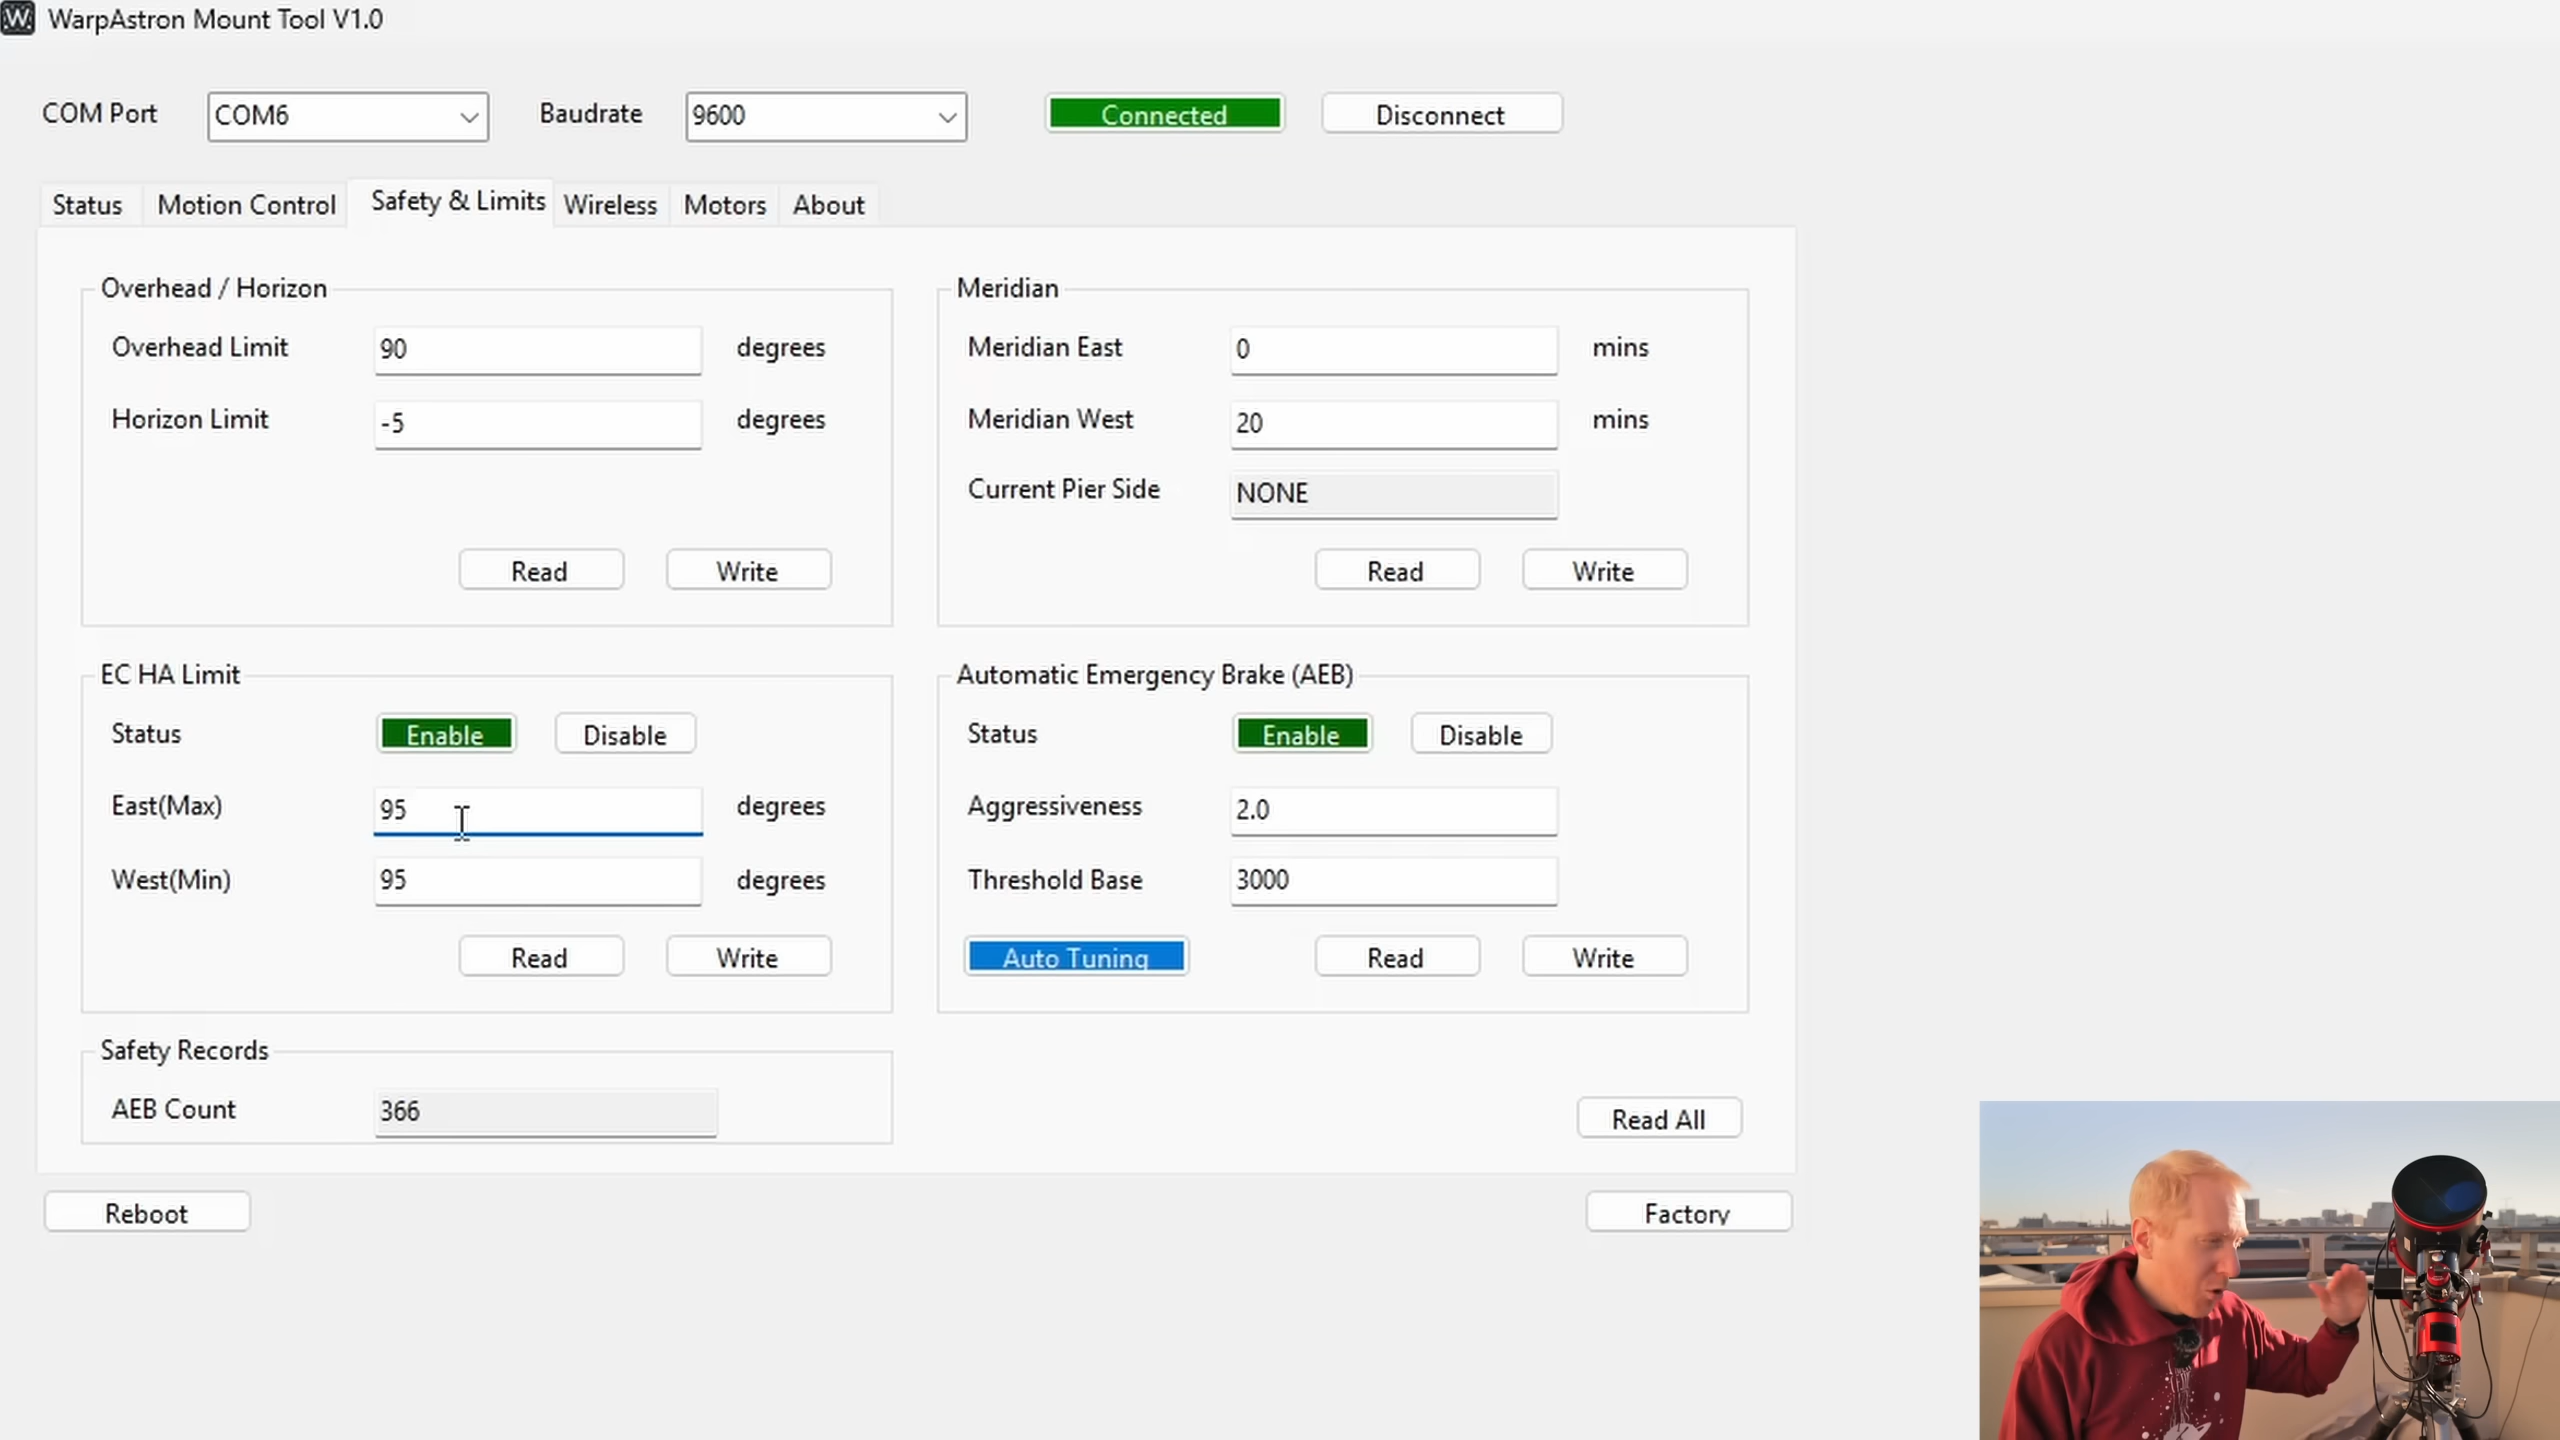 WarpAstron Mount Tool V1.0
COM Port COM6 Baudrate 9600 Connected Disconnect
Status Motion Control Safety & Limits Wireless Motors About
Overhead / Horizon
Overhead Limit 90 degrees
Horizon Limit -5 degrees
Read Write
Meridian
Meridian East 0 mins
Meridian West 20 mins
Current Pier Side NONE
Read Write
EC HA Limit
Status Enable Disable
East(Max) 95 degrees
West(Min) 95 degrees
Read Write
Automatic Emergency Brake (AEB)
Status Enable Disable
Aggressiveness 2.0
Threshold Base 3000
Auto Tuning Read Write
Safety Records
AEB Count 366
Read All
Reboot Factory